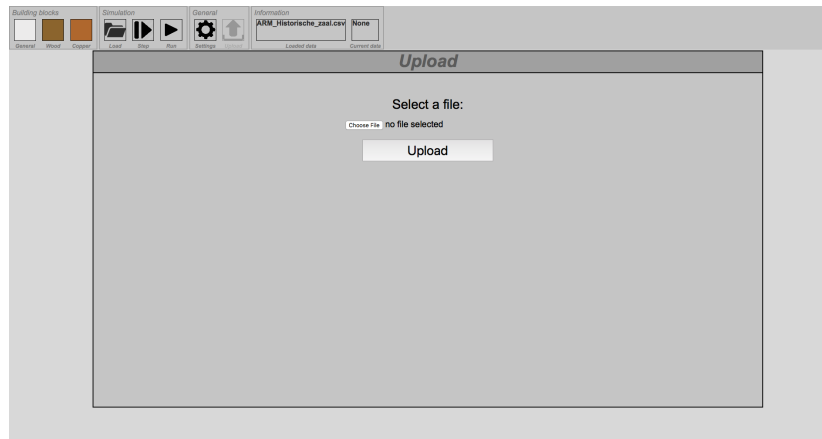 Building blocks
General Wood Copper
Simulation
Load Step Run
General
Settings Upload
Information
ARM_Historische_zaal.csv None
Loaded data Current data
Upload
Select a file:
Choose File no file selected
Upload